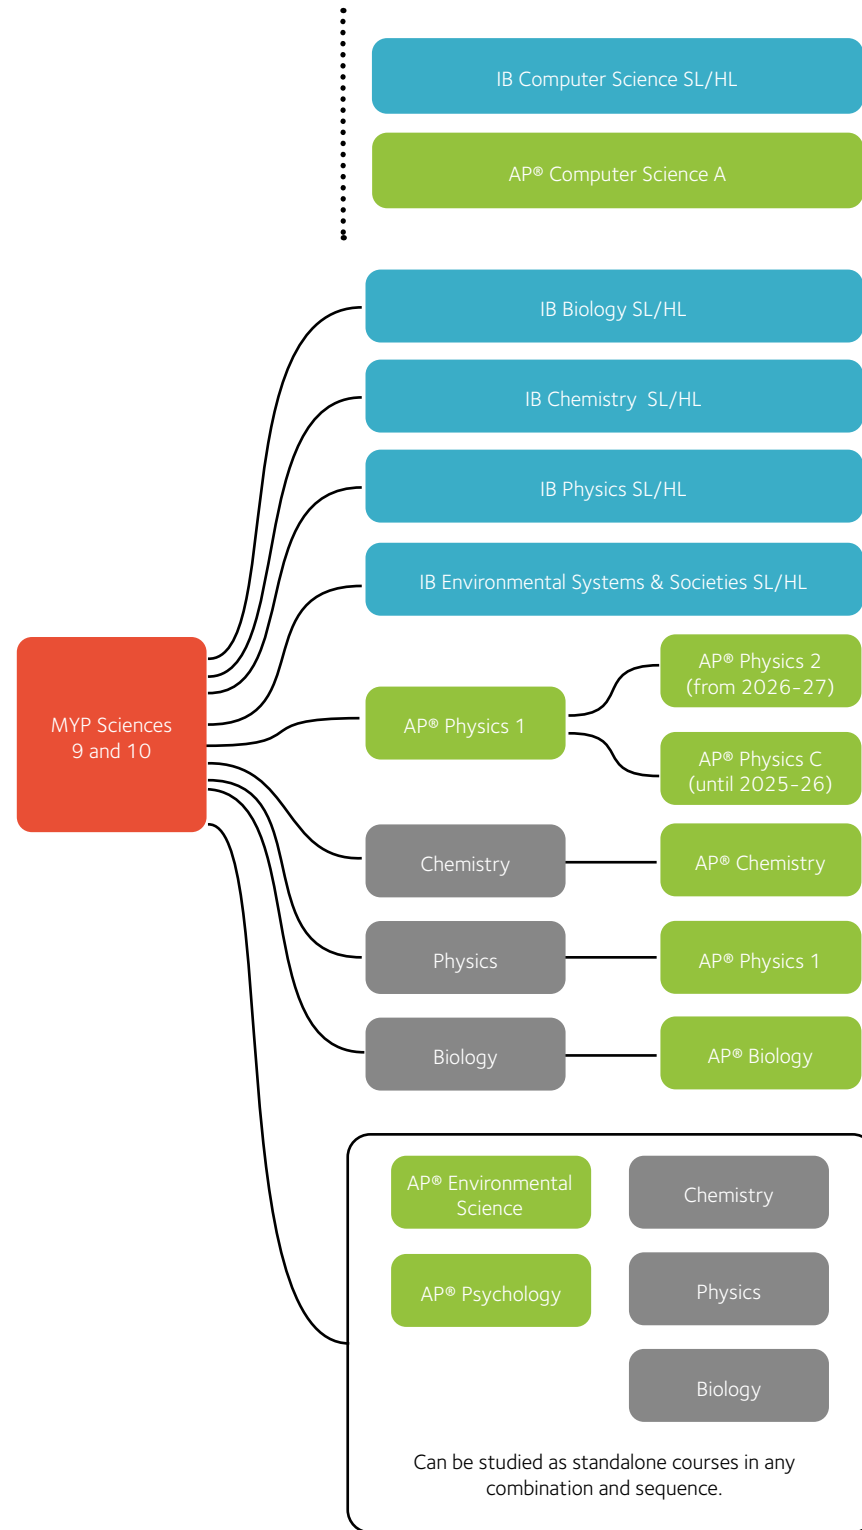 IB Computer Science SL/HL
AP® Computer Science A
IB Biology SL/HL
IB Chemistry  SL/HL
IB Physics SL/HL
IB Environmental Systems & Societies SL/HL
MYP Sciences
9 and 10
AP® Physics 1
AP® Physics 2
(from 2026-27)
AP® Physics C
(until 2025-26)
Chemistry
AP® Chemistry
Physics
AP® Physics 1
Biology
AP® Biology
AP® Environmental
Science
Chemistry
AP® Psychology
Physics
Biology
Can be studied as standalone courses in any
combination and sequence.